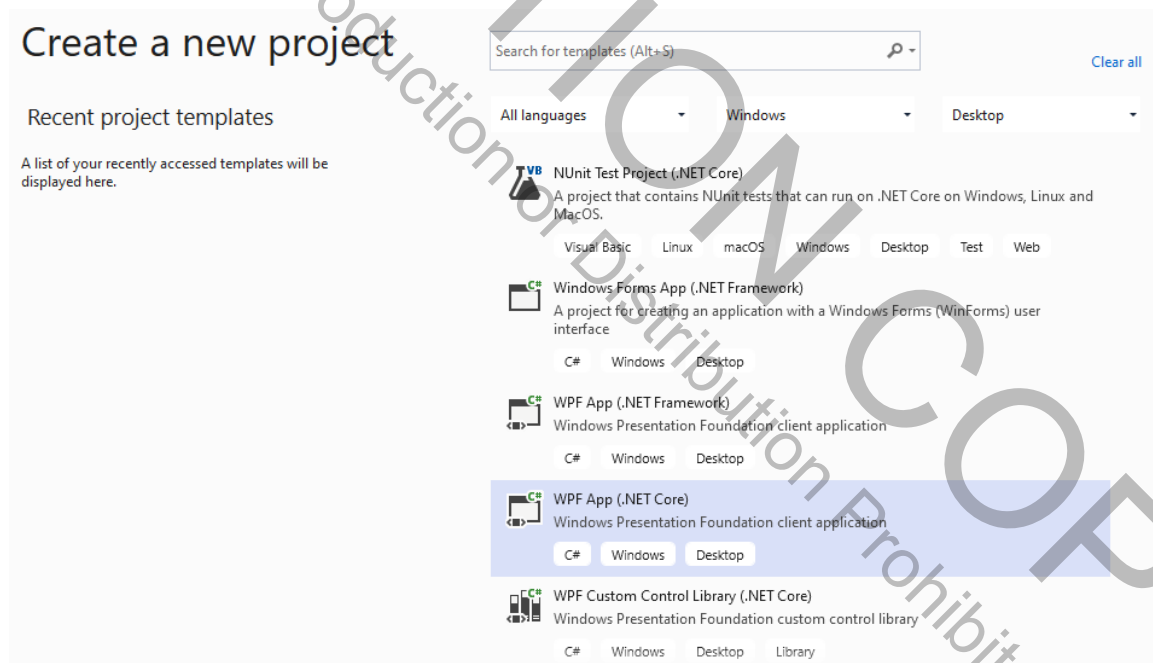 Create a new project
Search for templates (Alt+S)
Clear all
Recent project templates
All languages
Windows
Desktop
A list of your recently accessed templates will be
displayed here.
VB
NUnit Test Project (.NET Core)
A project that contains NUnit tests that can run on .NET Core on Windows, Linux and
MacOS.
Visual Basic Linux macOS Windows Desktop Test Web
C#
Windows Forms App (.NET Framework)
A project for creating an application with a Windows Forms (WinForms) user
interface
C# Windows Desktop
C#
WPF App (.NET Framework)
Windows Presentation Foundation client application
C# Windows Desktop
C#
WPF App (.NET Core)
Windows Presentation Foundation client application
C# Windows Desktop
C#
WPF Custom Control Library (.NET Core)
Windows Presentation Foundation custom control library
C# Windows Desktop Library
or Distribution